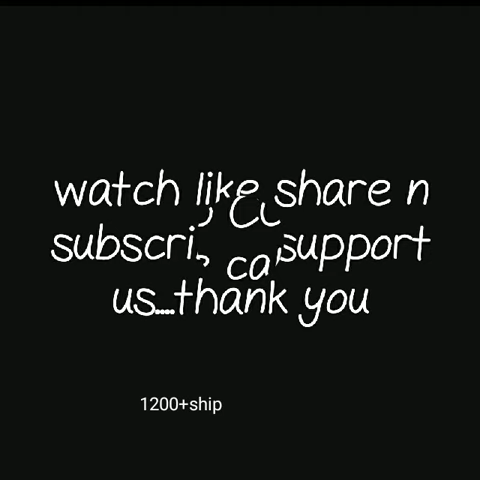 watch like share n
subscri support
us....thank you
1200+ship